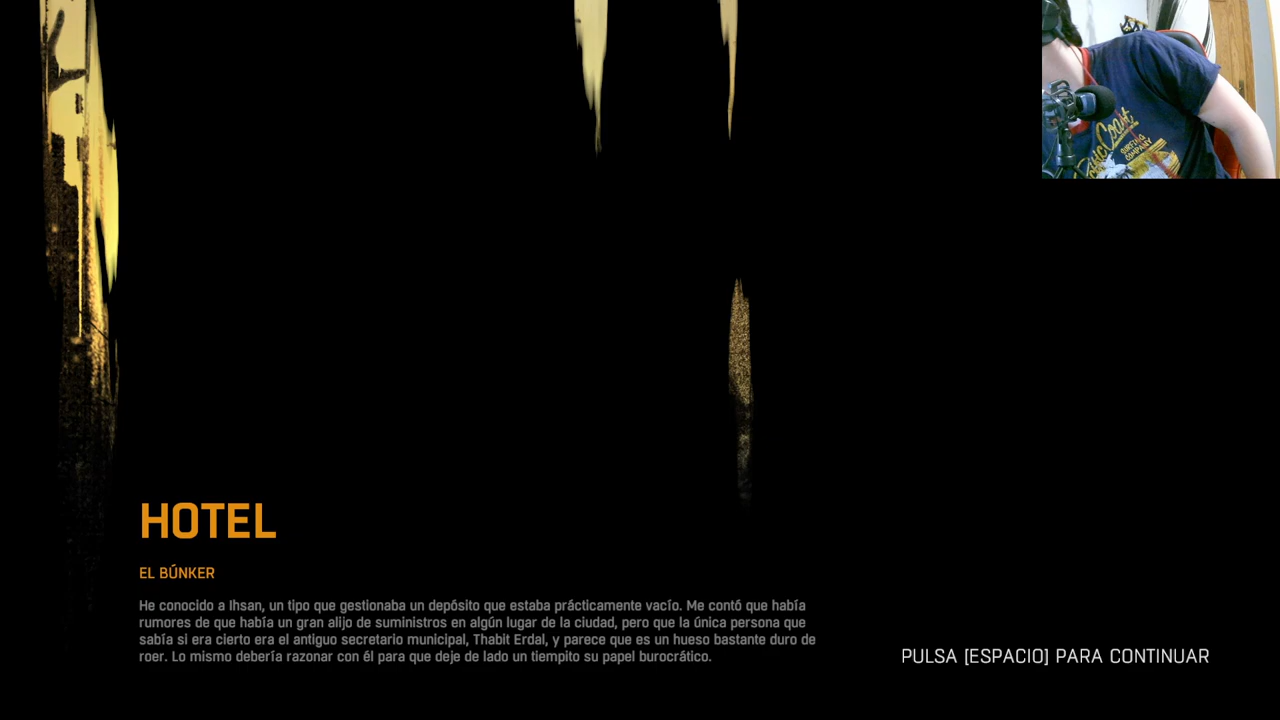 Coast
SURFING
COMPANY
HOTEL
EL BÚNKER
He conocido a Ihsan, un tipo que gestionaba un depósito que estaba prácticamente vacío. Me contó que había
rumores de que había un gran alijo de suministros en algún lugar de la ciudad, pero que la única persona que
sabía si era cierto era el antiguo secretario municipal, Thabit Erdal, y parece que es un hueso bastante duro de
roer. Lo mismo debería razonar con él para que deje de lado un tiempito su papel burocrático.
PULSA [ESPACIO] PARA CONTINUAR